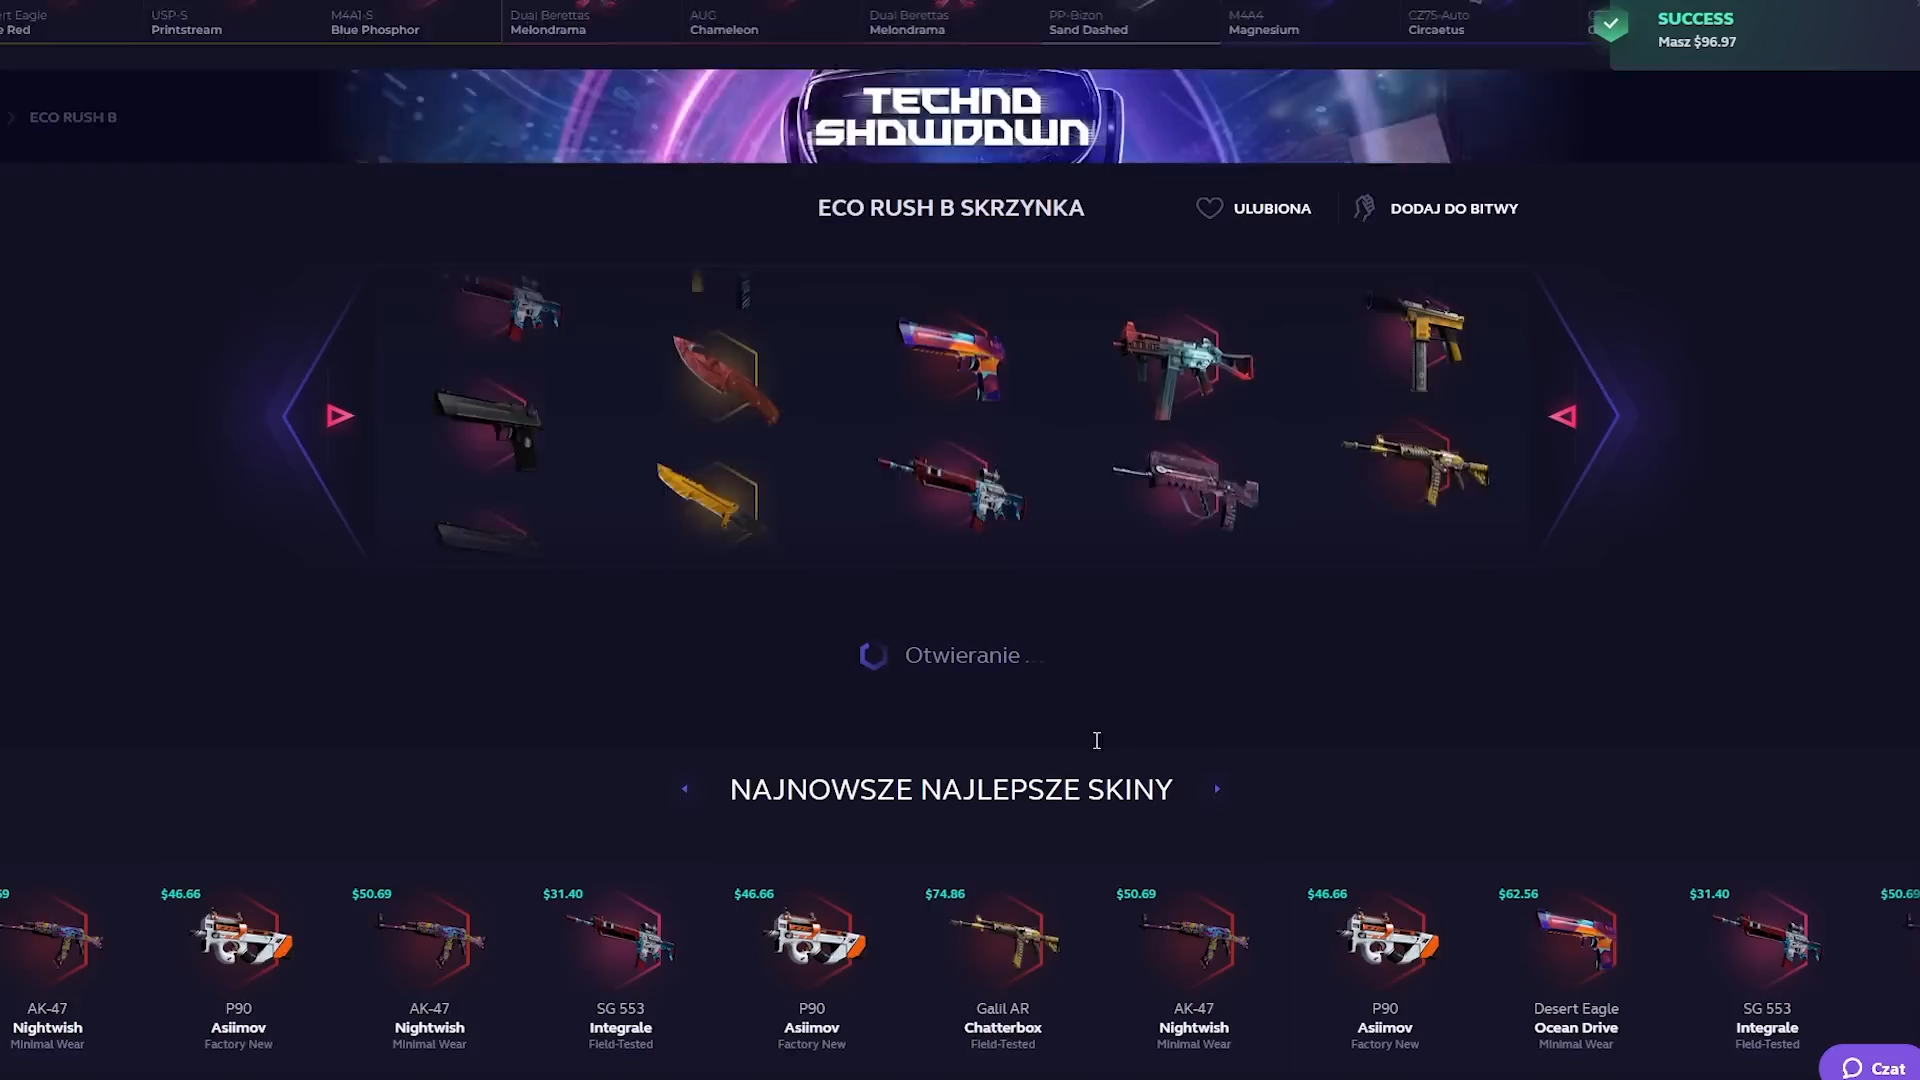 rt Eagle
e Red
USP-S
Printstream
M4A1-S
Blue Phosphor
Dual Berettas
Melondrama
AUG
Chameleon
Dual Berettas
Melondrama
PP-Bizon
Sand Dashed
M4A4
Magnesium
CZ75-Auto
Circaetus
SUCCESS
Masz $96.97
ECO RUSH B
TECHNO
SHOWDOWN
ECO RUSH B SKRZYNKA
ULUBIONA
DODAJ DO BITWY
Otwieranie ...
NAJNOWSZE NAJLEPSZE SKINY
$46.66
$50.69
$31.40
$46.66
$74.86
$50.69
$46.66
$62.56
$31.40
$50.69
AK-47
Nightwish
Minimal Wear
P90
Asiimov
Factory New
AK-47
Nightwish
Minimal Wear
SG 553
Integrale
Field-Tested
P90
Asiimov
Factory New
Galil AR
Chatterbox
Field-Tested
AK-47
Nightwish
Minimal Wear
P90
Asiimov
Factory New
Desert Eagle
Ocean Drive
Minimal Wear
SG 553
Integrale
Field-Tested
Czat